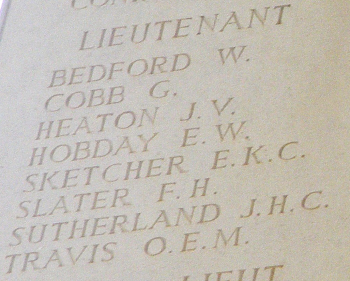 LIEUTENANT
BEDFORD W.
COBB G.
HEATON J.V.
HOBDAY E.W.
SKETCHER E.K.C.
SLATER F.H.
SUTHERLAND J.H.C.
TRAVIS O.E.M.